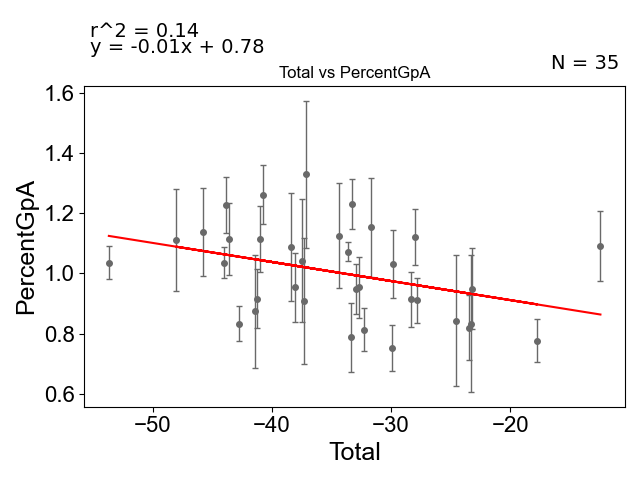 r^2 = 0.14
y = -0.01x + 0.78
N = 35
Total vs PercentGpA
1.6
1.4
1.2
1.0
0.8
0.6
PercentGpA
−50
−40
−30
−20
Total